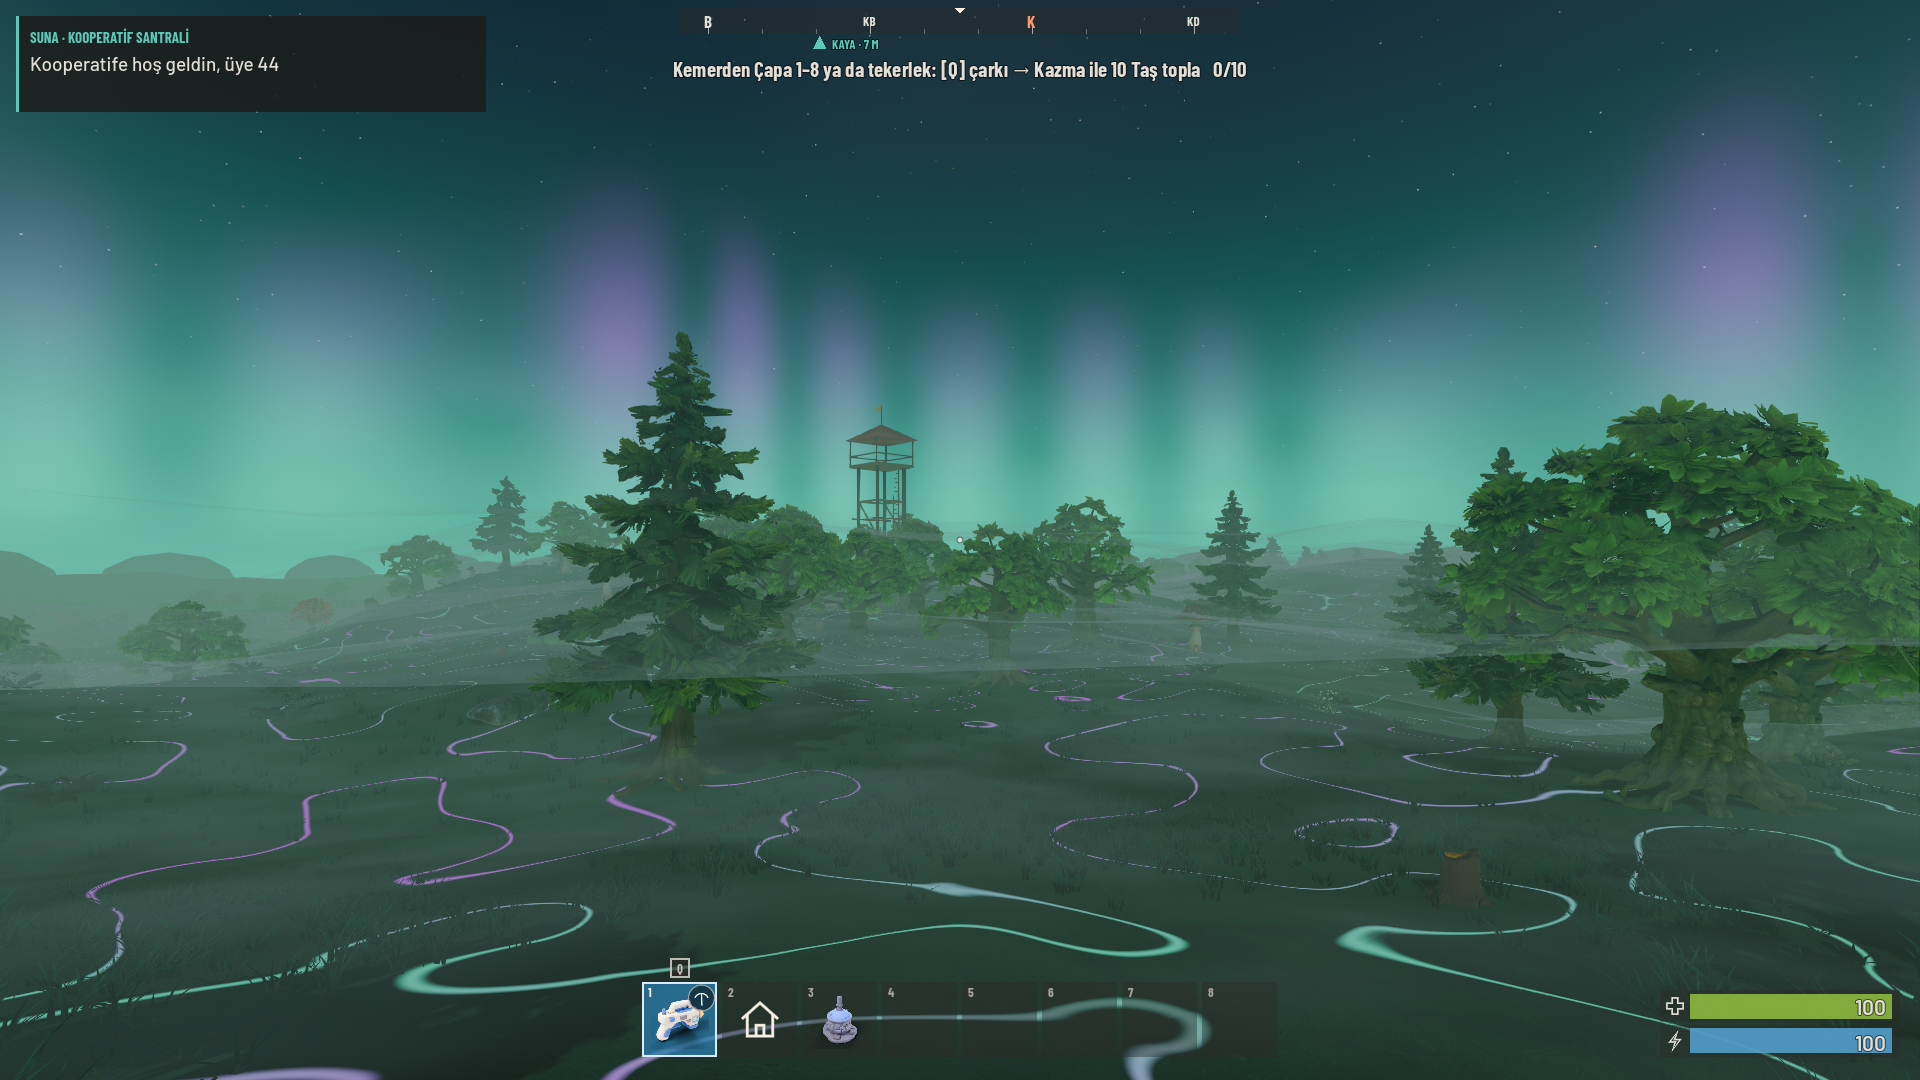 SUNA · KOOPERATİF SANTRALİ
Kooperatife hoş geldin, üye 44
B KB K KD
KAYA · 7 M
Kemerden Çapa 1-8 ya da tekerlek: [Q] çarkı → Kazma ile 10 Taş topla 0/10
Q
1 2 3 4 5 6 7 8
100
100